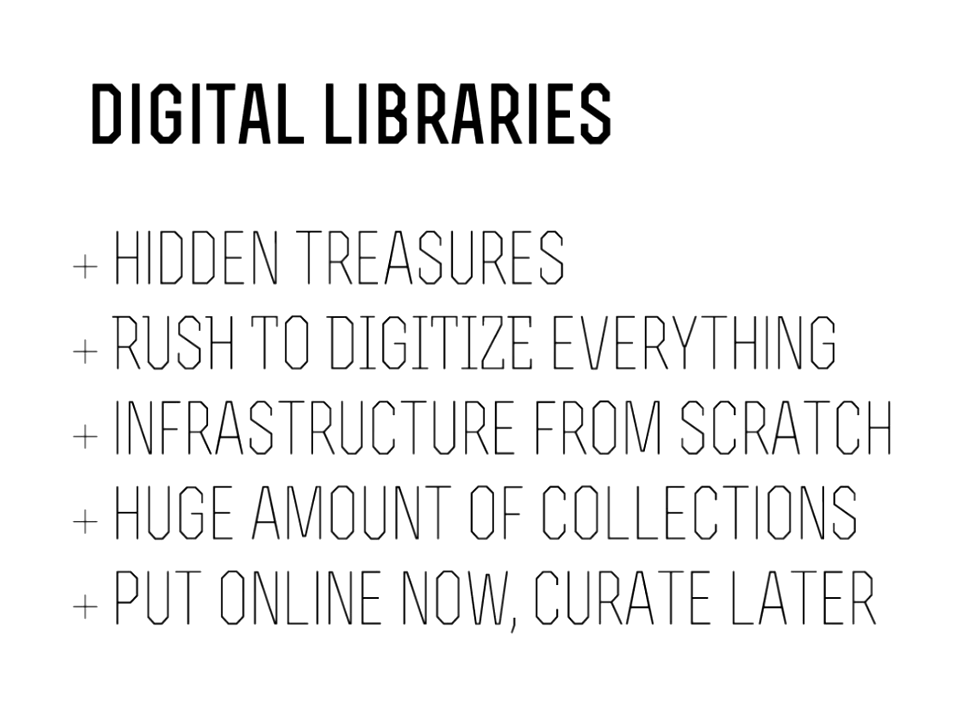 DIGITAL LIBRARIES
+ HIDDEN TREASURES
+ RUSH TO DIGITIZE EVERYTHING
+ INFRASTRUCTURE FROM SCRATCH
+ HUGE AMOUNT OF COLLECTIONS
+ PUT ONLINE NOW, CURATE LATER